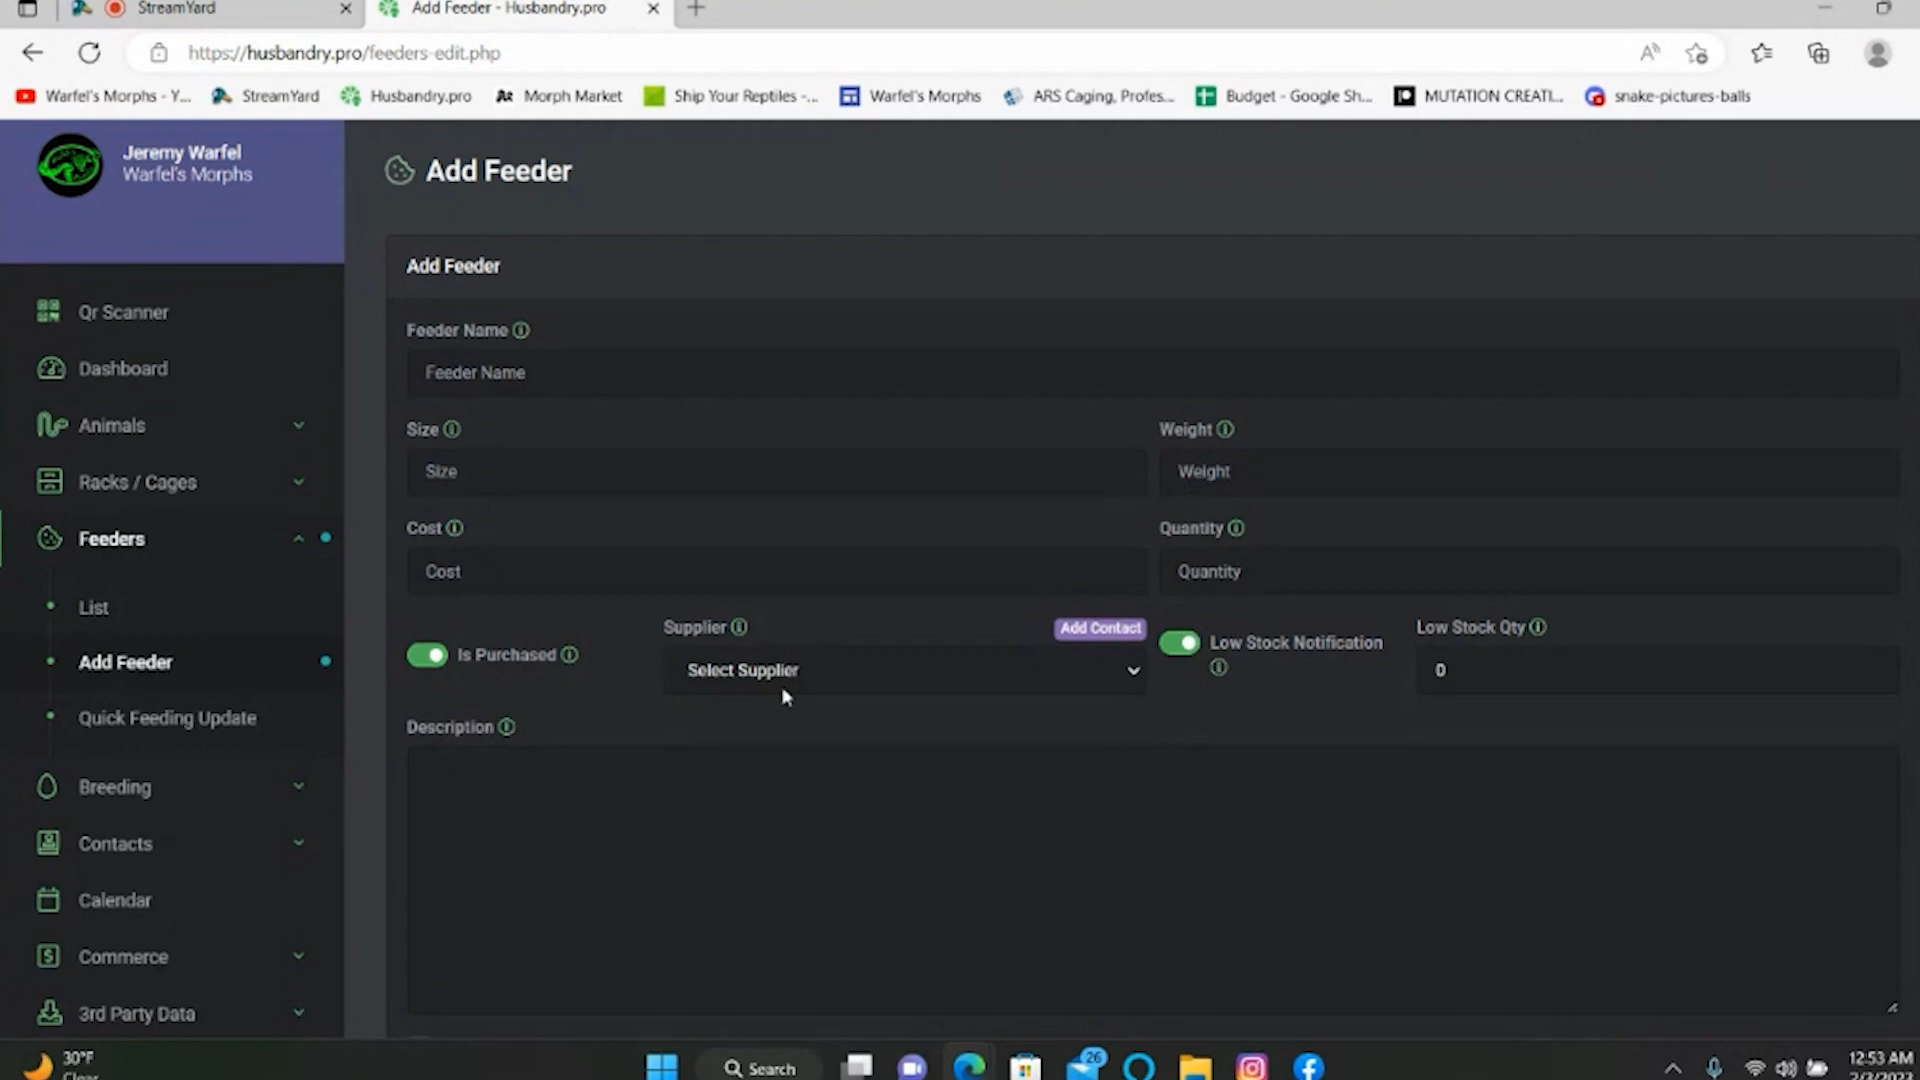 StreamYard
Add Feeder - Husbandry.pro
https://husbandry.pro/feeders-edit.php
Warfel's Morphs - Y...
StreamYard
Husbandry.pro
Morph Market
Ship Your Reptiles -...
Warfel's Morphs
ARS Caging, Profes...
Budget - Google Sh...
MUTATION CREATI...
snake-pictures-balls
Jeremy Warfel
Warfel's Morphs
Qr Scanner
Dashboard
Animals
Racks / Cages
Feeders
List
Add Feeder
Quick Feeding Update
Breeding
Contacts
Calendar
Commerce
3rd Party Data
Add Feeder
Add Feeder
Feeder Name
Feeder Name
Size
Size
Weight
Weight
Cost
Cost
Quantity
Quantity
Is Purchased
Supplier
Add Contact
Select Supplier
Low Stock Notification
Low Stock Qty
0
Description
30°F
Clear
Search
26
12:53 AM
2/3/2023